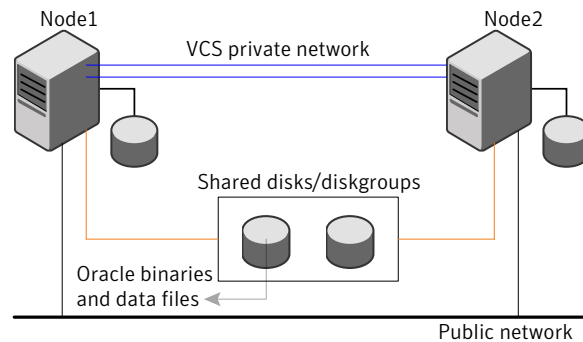 Node1
Node2
VCS private network
Shared disks/diskgroups
Oracle binaries
and data files
Public network